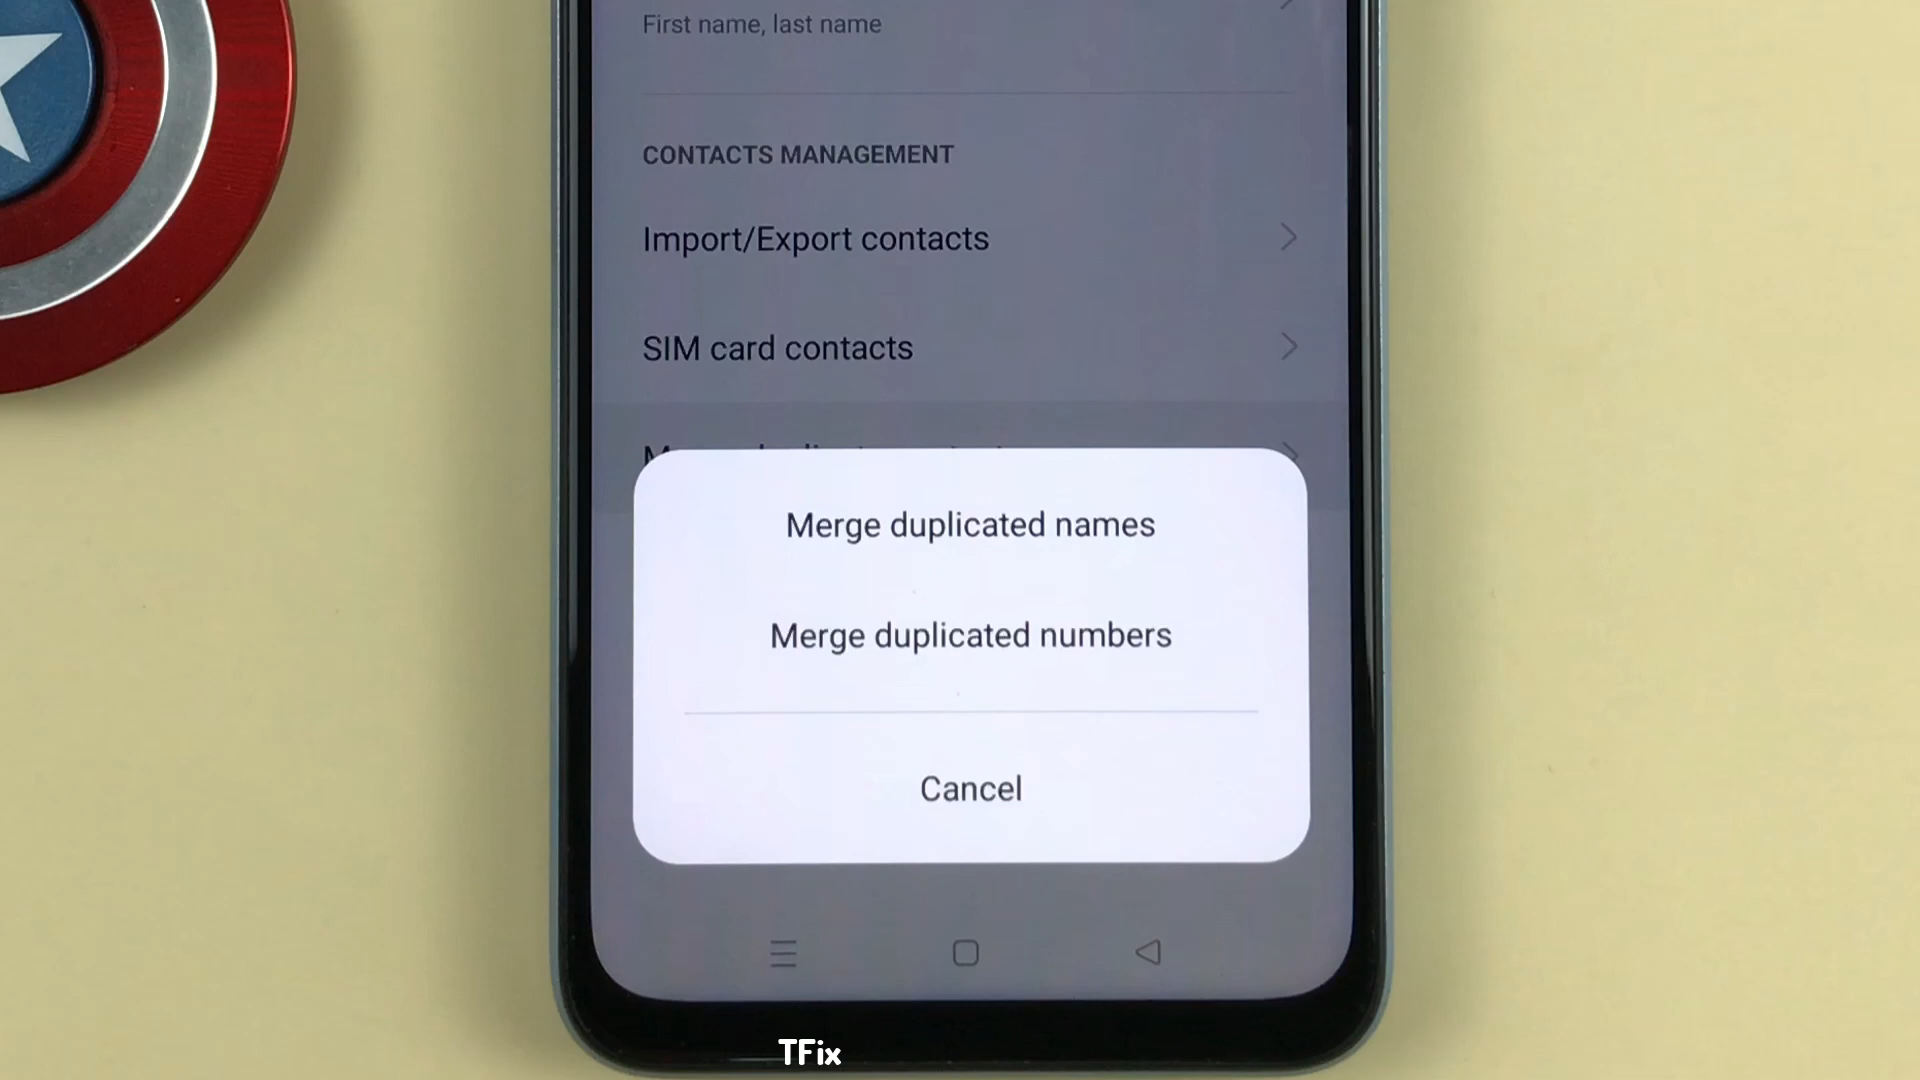 First name, last name
CONTACTS MANAGEMENT
Import/Export contacts
SIM card contacts
Merge duplicated names
Merge duplicated numbers
Cancel
TFix